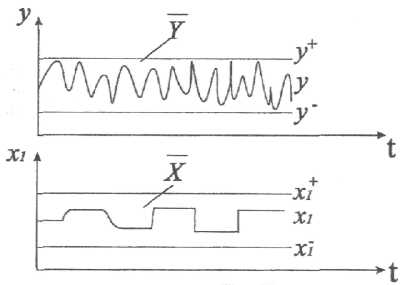 y
Y̅
y⁺
y
y⁻
t
x₁
X̅
x₁⁺
x₁
x₁⁻
t